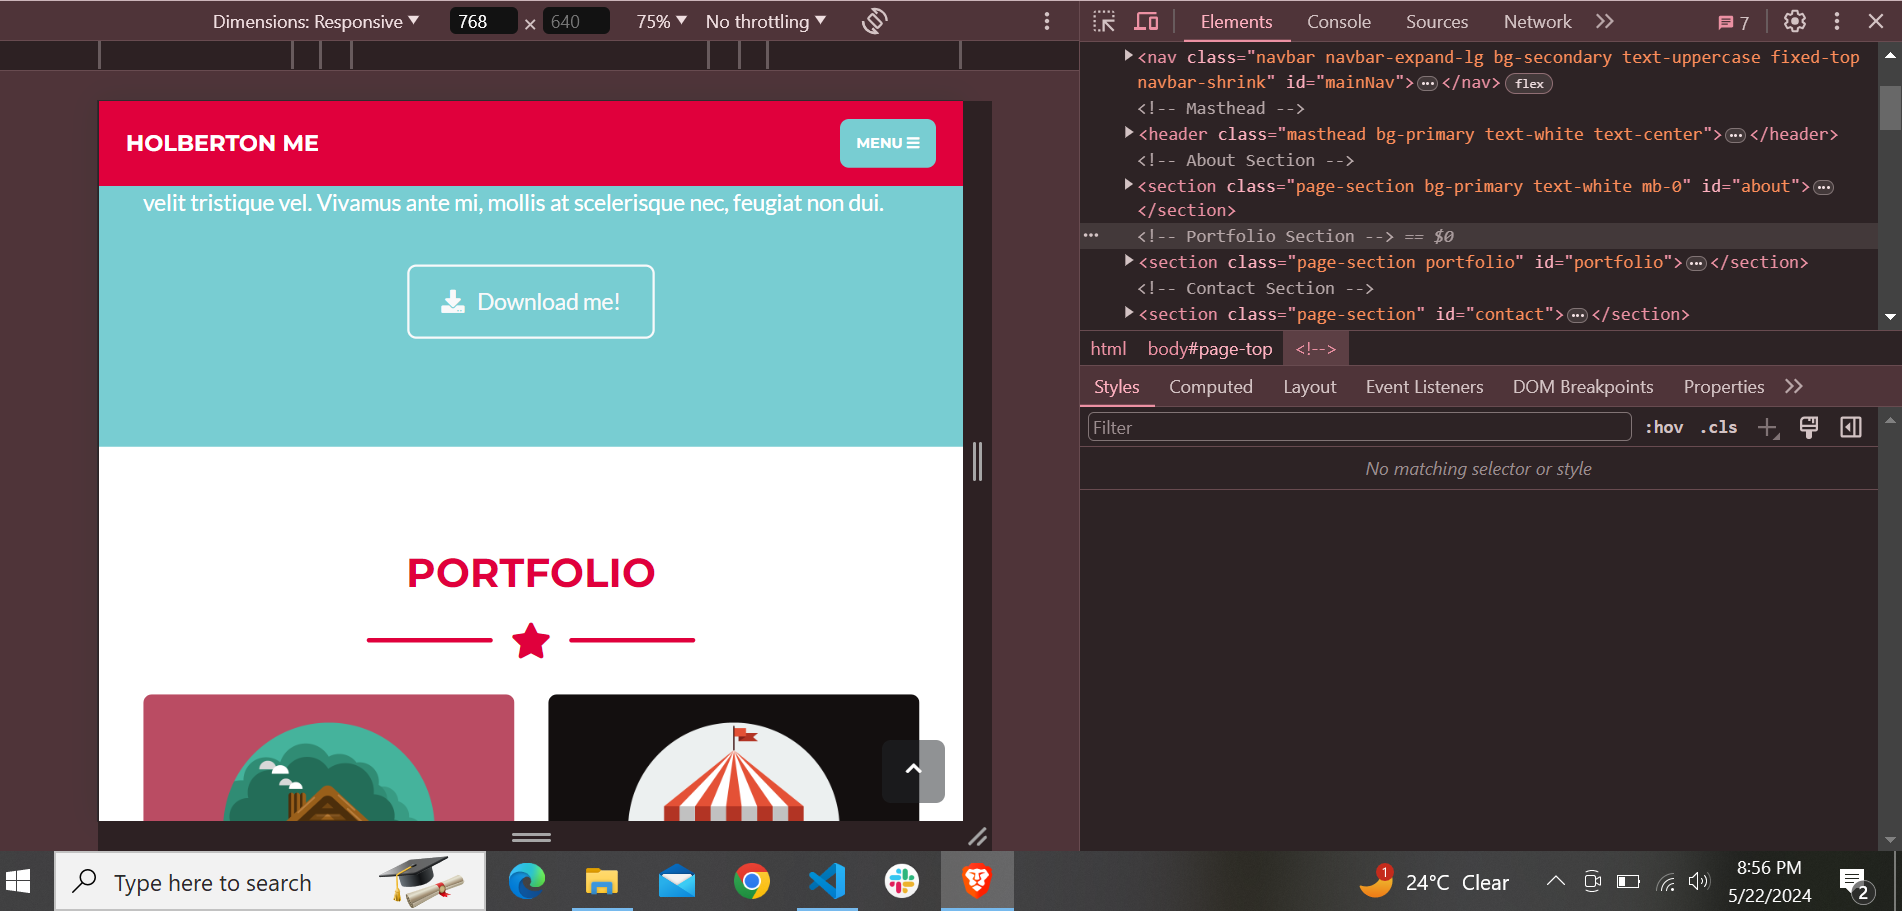 Dimensions: Responsive ▼ 768 × 640 75% ▼ No throttling ▼
Elements Console Sources Network 7
<nav class="navbar navbar-expand-lg bg-secondary text-uppercase fixed-top
navbar-shrink" id="mainNav">…</nav> flex
<!-- Masthead -->
<header class="masthead bg-primary text-white text-center">…</header>
<!-- About Section -->
<section class="page-section bg-primary text-white mb-0" id="about">…
</section>
… <!-- Portfolio Section --> == $0
<section class="page-section portfolio" id="portfolio">…</section>
<!-- Contact Section -->
<section class="page-section" id="contact">…</section>
html body#page-top <!-->
Styles Computed Layout Event Listeners DOM Breakpoints Properties
Filter :hov .cls
No matching selector or style
HOLBERTON ME MENU
velit tristique vel. Vivamus ante mi, mollis at scelerisque nec, feugiat non dui.
Download me!
PORTFOLIO
Type here to search
1
24°C Clear
8:56 PM
5/22/2024
2